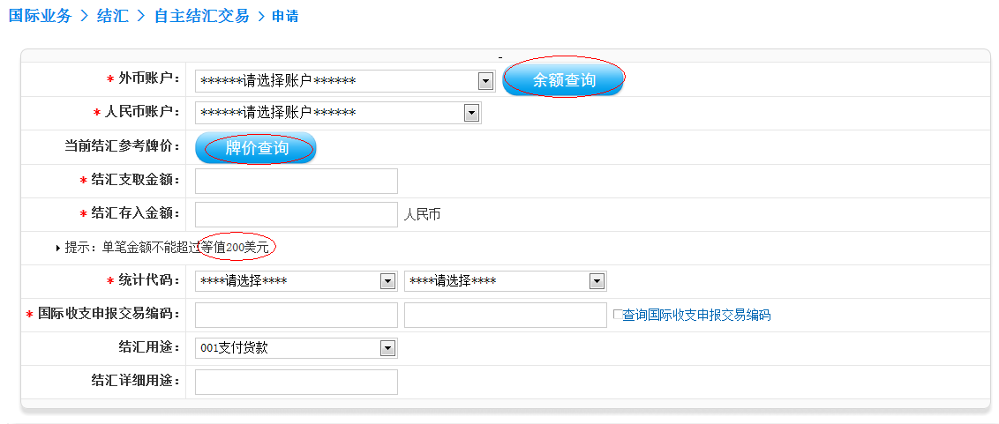 国际业务 > 结汇 > 自主结汇交易 > 申请
* 外币账户： ******请选择账户****** 余额查询
* 人民币账户： ******请选择账户******
当前结汇参考牌价： 牌价查询
* 结汇支取金额：
* 结汇存入金额： 人民币
提示：单笔金额不能超过等值200美元
* 统计代码： ****请选择**** ****请选择****
* 国际收支申报交易编码： 查询国际收支申报交易编码
结汇用途： 001支付货款
结汇详细用途：